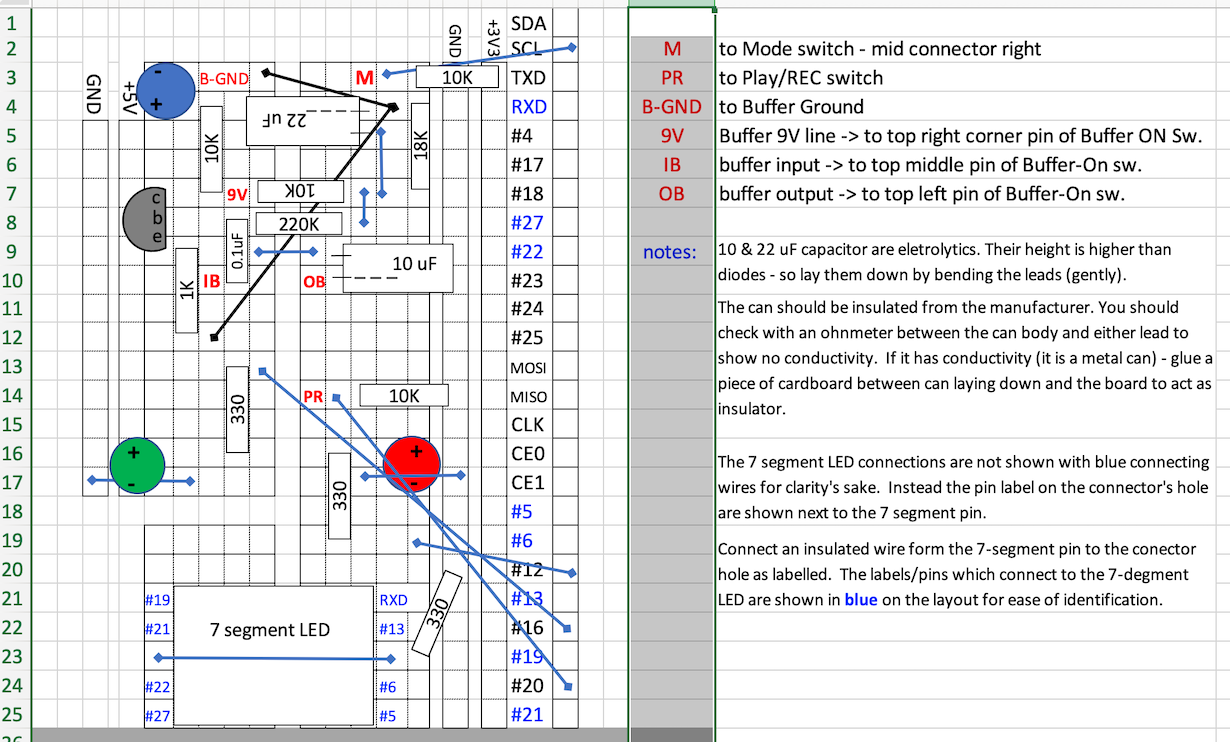 1 SDA
2 GND +3V3 SCL M to Mode switch - mid connector right
3 GND +5V - B-GND M 10K TXD PR to Play/REC switch
4 + 22 uF RXD B-GND to Buffer Ground
5 10K 18K #4 9V Buffer 9V line -> to top right corner pin of Buffer ON Sw.
6 #17 IB buffer input -> to top middle pin of Buffer-On sw.
7 c 9V 10K #18 OB buffer output -> to top left pin of Buffer-On sw.
8 b 220K #27
9 e 0.1uF 10 uF #22 notes: 10 & 22 uF capacitor are eletrolytics. Their height is higher than
10 1K IB OB #23 diodes - so lay them down by bending the leads (gently).
11 #24 The can should be insulated from the manufacturer. You should
12 #25 check with an ohnmeter between the can body and either lead to
13 MOSI show no conductivity. If it has conductivity (it is a metal can) - glue a
14 330 PR 10K MISO piece of cardboard between can laying down and the board to act as
15 CLK insulator.
16 + + CE0 The 7 segment LED connections are not shown with blue connecting
17 - 330 - CE1 wires for clarity's sake. Instead the pin label on the connector's hole
18 #5 are shown next to the 7 segment pin.
19 #6 Connect an insulated wire form the 7-segment pin to the conector
20 #12 hole as labelled. The labels/pins which connect to the 7-degment
21 #19 RXD 330 #13 LED are shown in blue on the layout for ease of identification.
22 #21 7 segment LED #13 #16
23 #19
24 #22 #6 #20
25 #27 #5 #21
26